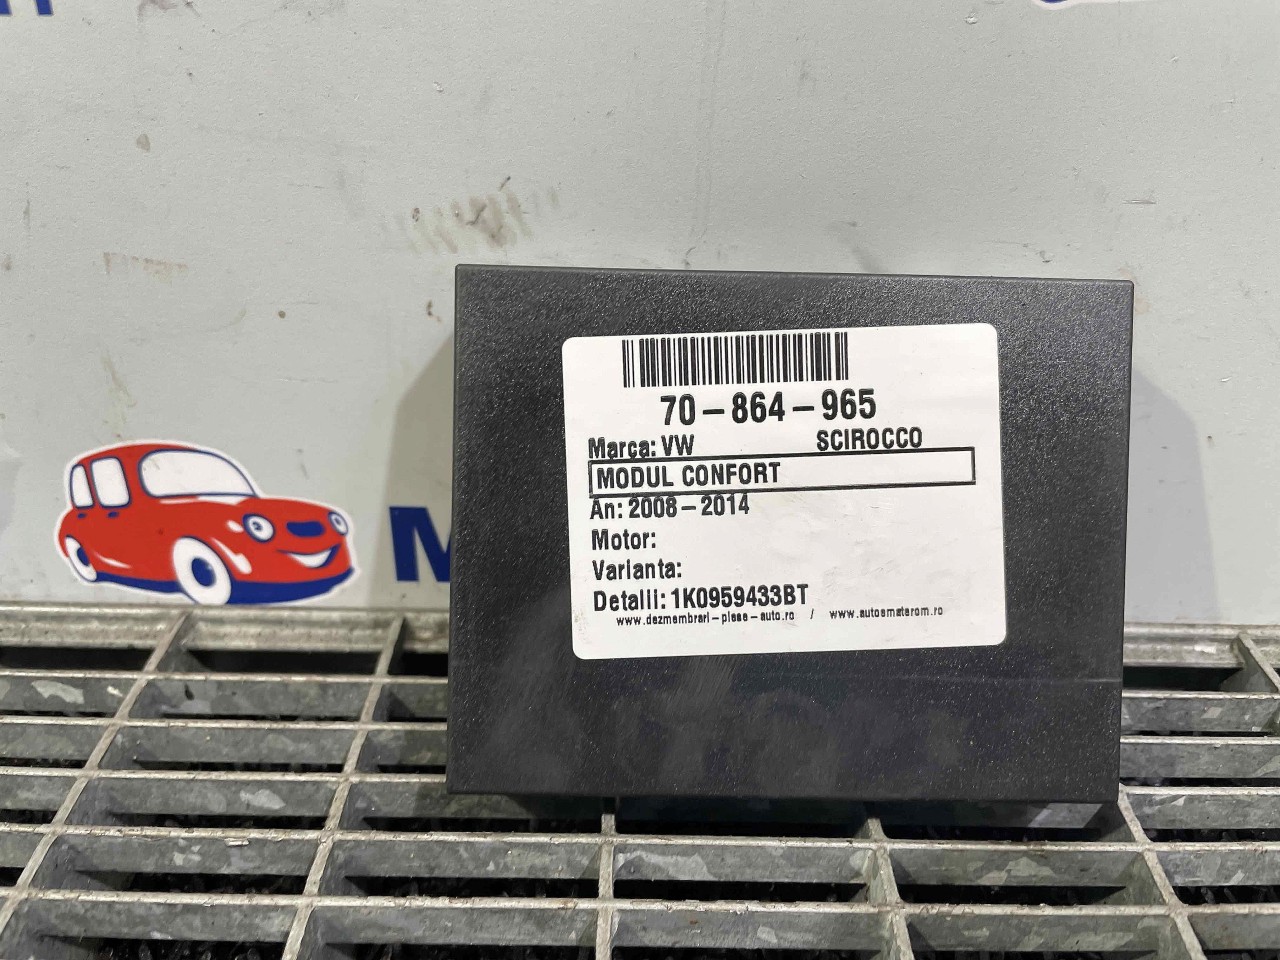 70-864-965
Marca: VW SCIROCCO
MODUL CONFORT
An: 2008-2014
Motor:
Varianta:
Detalii: 1K0959433BT
www.dezmembrari-piese-auto.ro / www.autosmaterom.ro